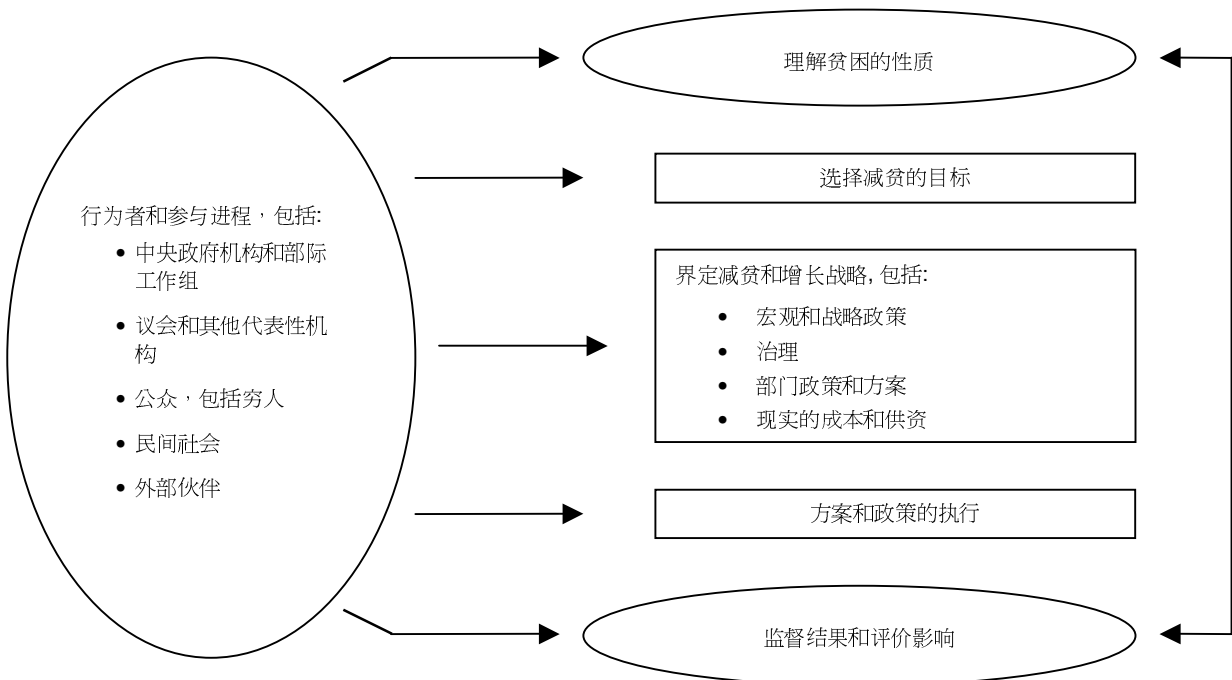 行为者和参与进程，包括:
• 中央政府机构和部际
工作组
• 议会和其他代表性机
构
• 公众，包括穷人
• 民间社会
• 外部伙伴
理解贫困的性质
选择减贫的目标
界定减贫和增长战略, 包括:
• 宏观和战略政策
• 治理
• 部门政策和方案
• 现实的成本和供资
方案和政策的执行
监督结果和评价影响